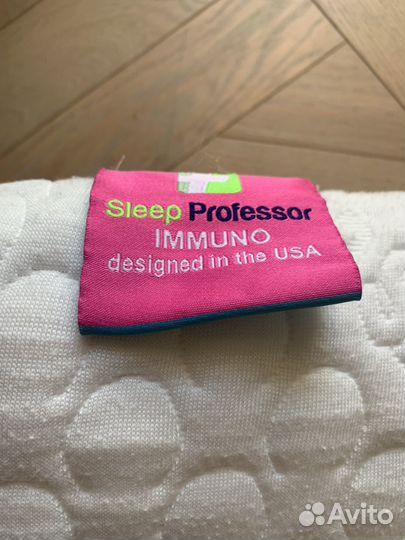 Sleep Professor
IMMUNO
designed in the USA
Avito